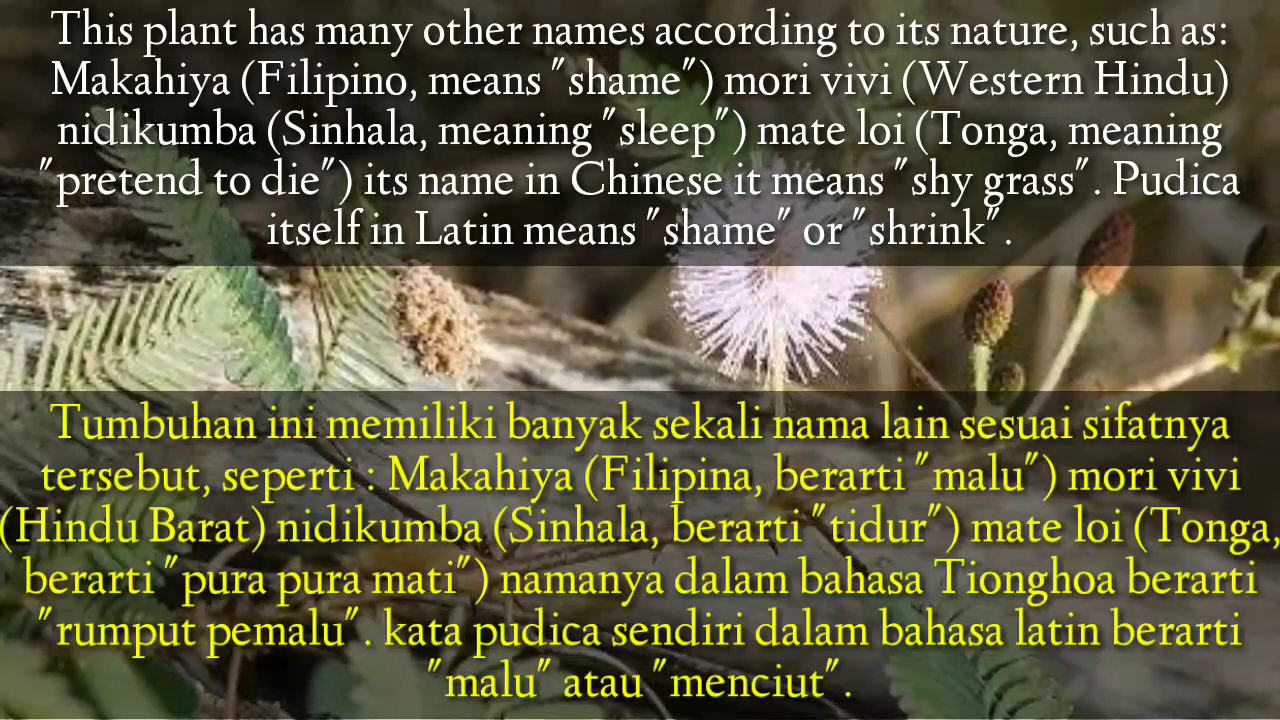 This plant has many other names according to its nature, such as:
Makahiya (Filipino, means "shame") mori vivi (Western Hindu)
nidikumba (Sinhala, meaning "sleep") mate loi (Tonga, meaning
"pretend to die") its name in Chinese it means "shy grass". Pudica
itself in Latin means "shame" or "shrink".
Tumbuhan ini memiliki banyak sekali nama lain sesuai sifatnya
tersebut, seperti : Makahiya (Filipina, berarti "malu") mori vivi
(Hindu Barat) nidikumba (Sinhala, berarti "tidur") mate loi (Tonga,
berarti "pura pura mati") namanya dalam bahasa Tionghoa berarti
"rumput pemalu". kata pudica sendiri dalam bahasa latin berarti
"malu" atau "menciut".